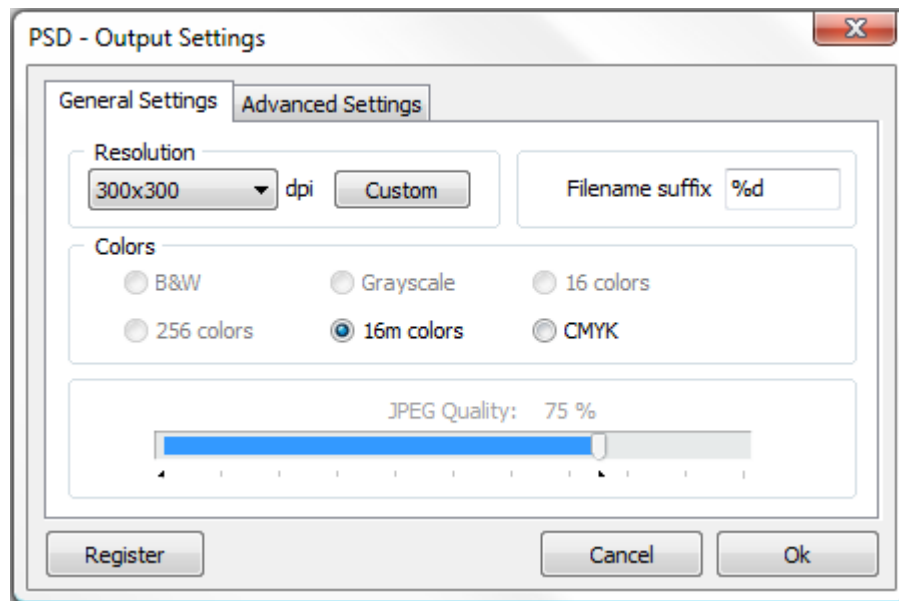 PSD - Output Settings
General Settings Advanced Settings
Resolution
300x300 dpi Custom Filename suffix %d
Colors
B&W Grayscale 16 colors
256 colors 16m colors CMYK
JPEG Quality: 75 %
Register Cancel Ok